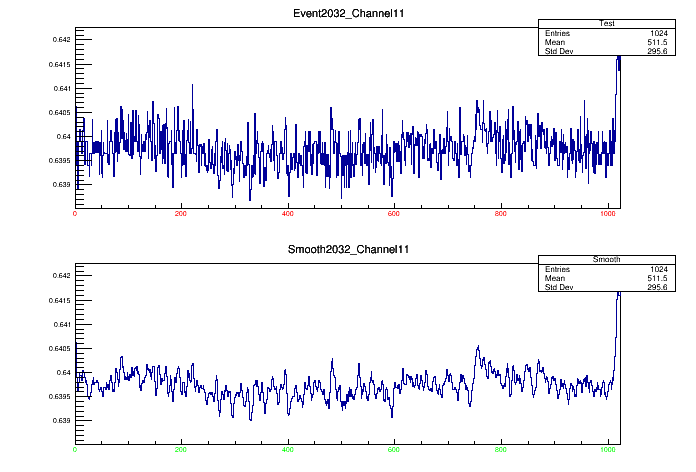 Event2032_Channel11
Test
Entries 1024
Mean 511.5
Std Dev 295.6
0.642
0.6415
0.641
0.6405
0.64
0.6395
0.639
0 200 400 600 800 1000
Smooth2032_Channel11
Smooth
Entries 1024
Mean 511.5
Std Dev 295.6
0.642
0.6415
0.641
0.6405
0.64
0.6395
0.639
0 200 400 600 800 1000